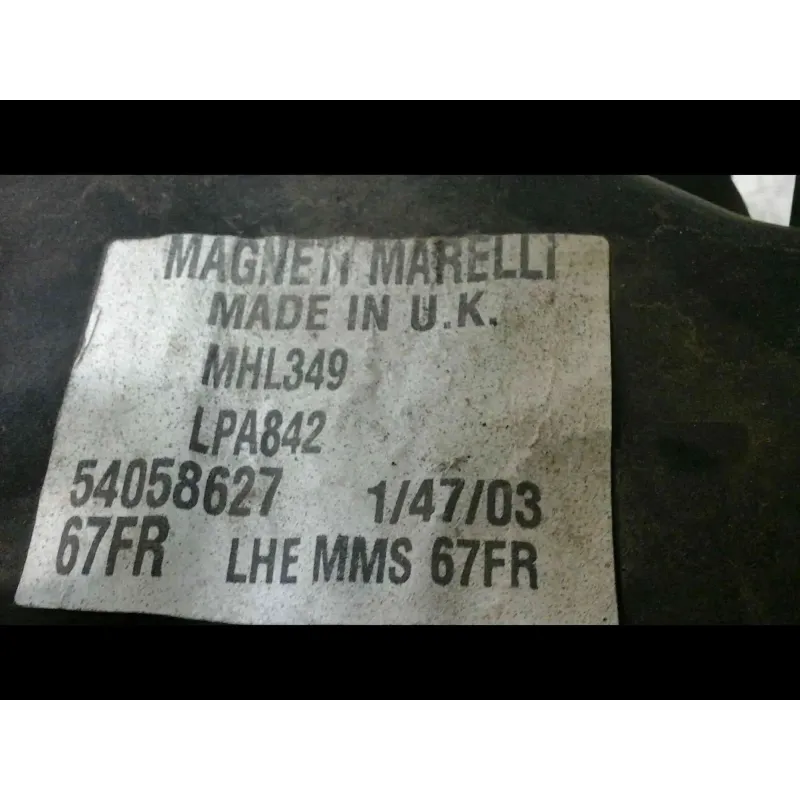 MAGNETI MARELLI
MADE IN U.K.
MHL349
LPA842
54058627 1/47/03
67FR LHE MMS 67FR